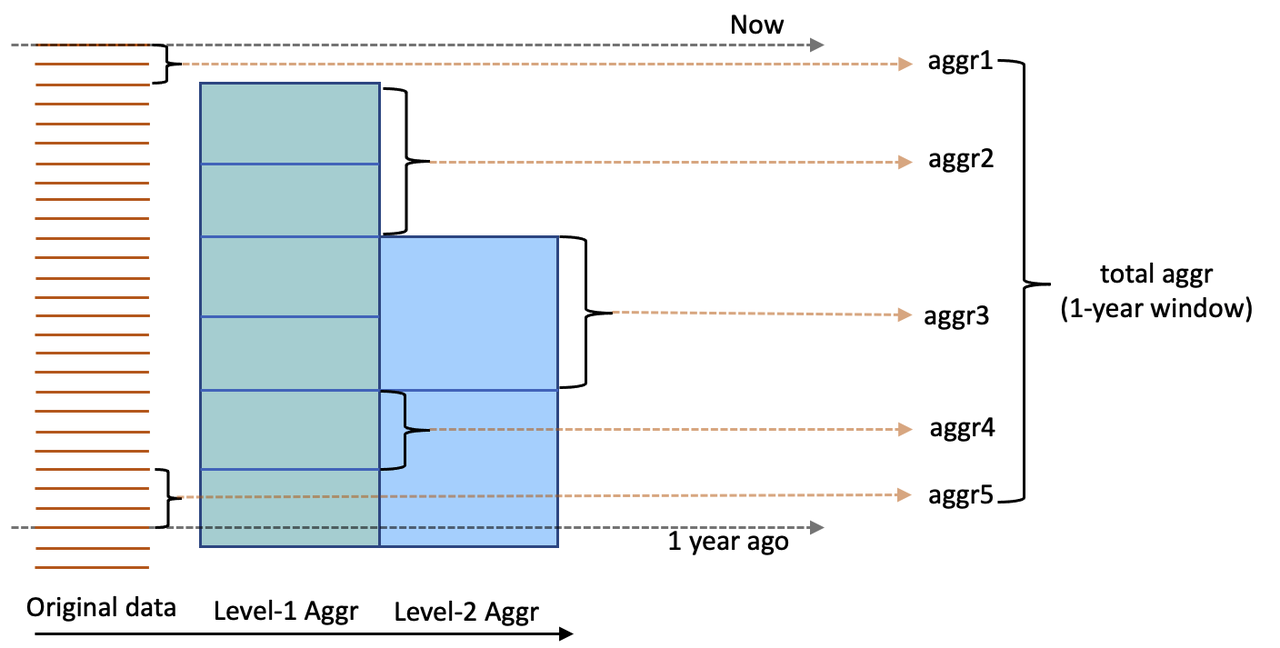 Now
aggr1
aggr2
total aggr
(1-year window)
aggr3
aggr4
aggr5
1 year ago
Original data
Level-1 Aggr
Level-2 Aggr